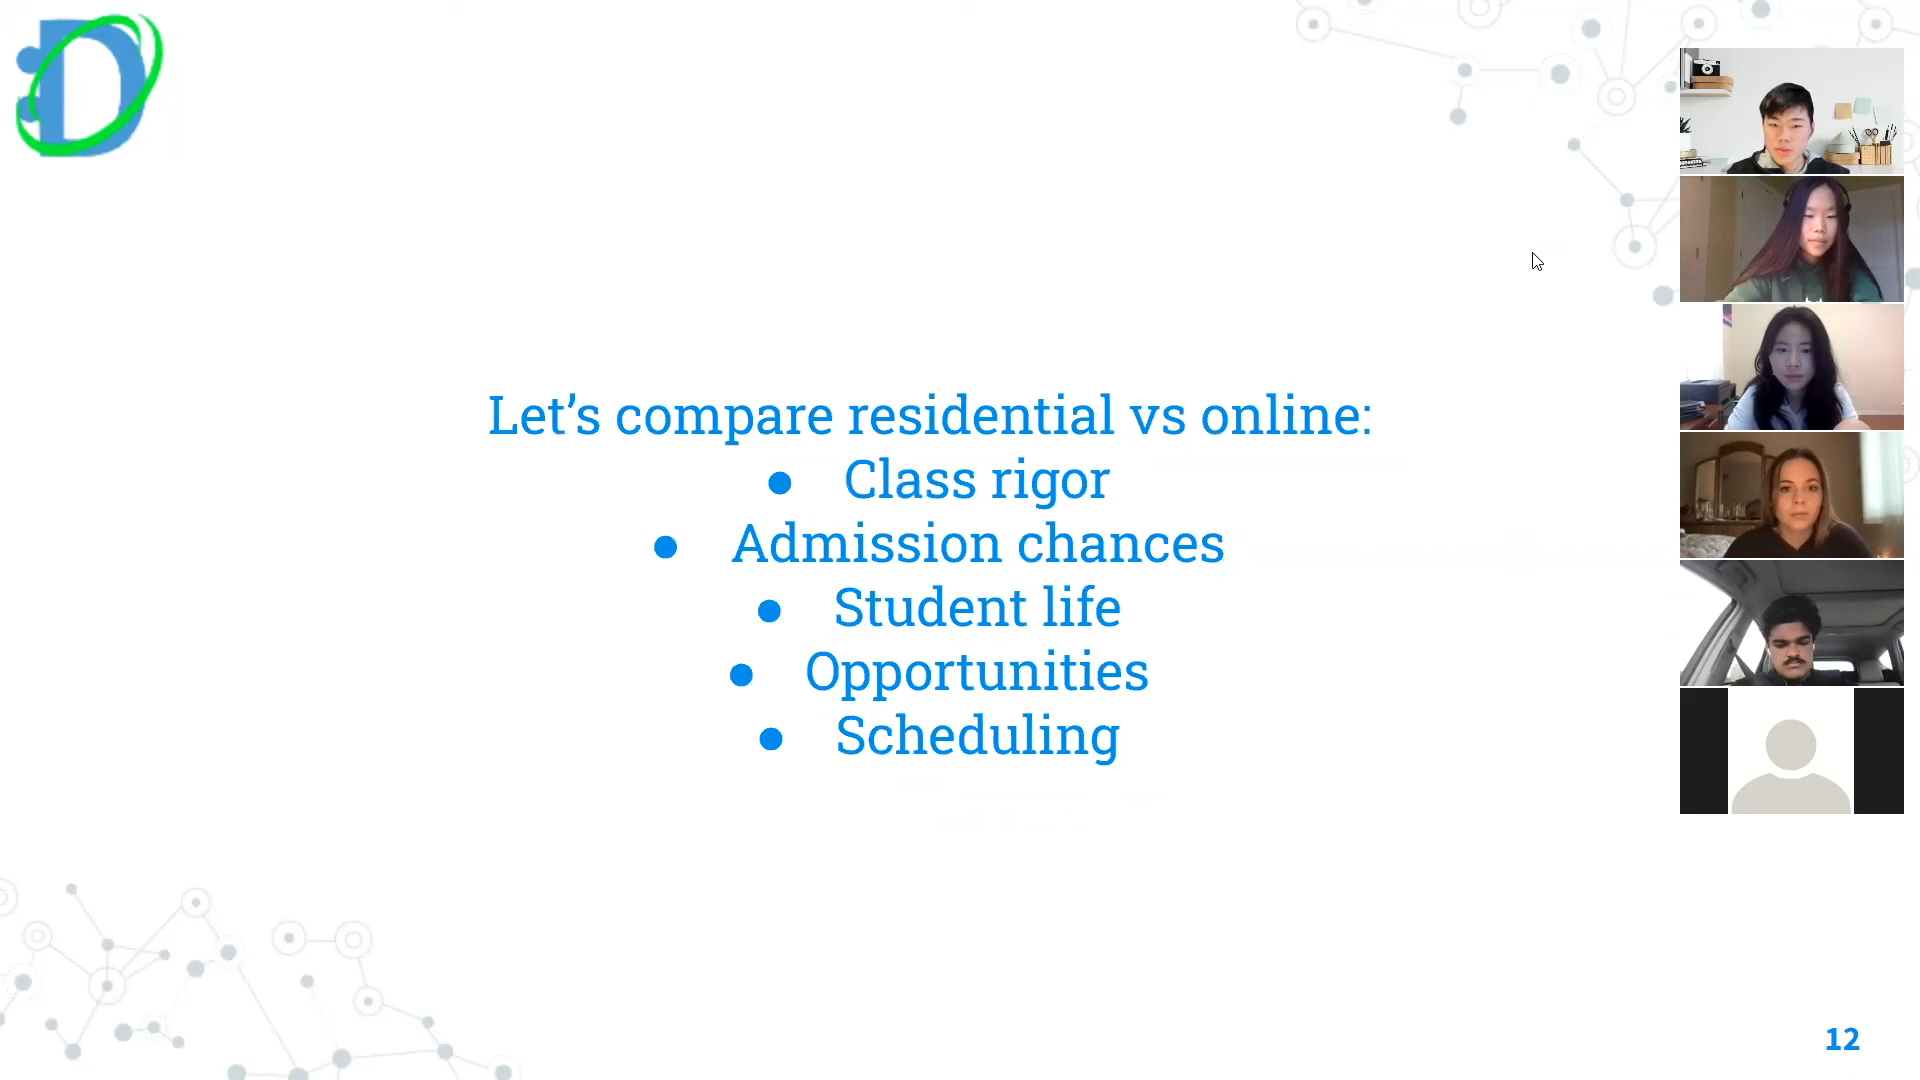 D
Let’s compare residential vs online:
● Class rigor
● Admission chances
● Student life
● Opportunities
● Scheduling
12